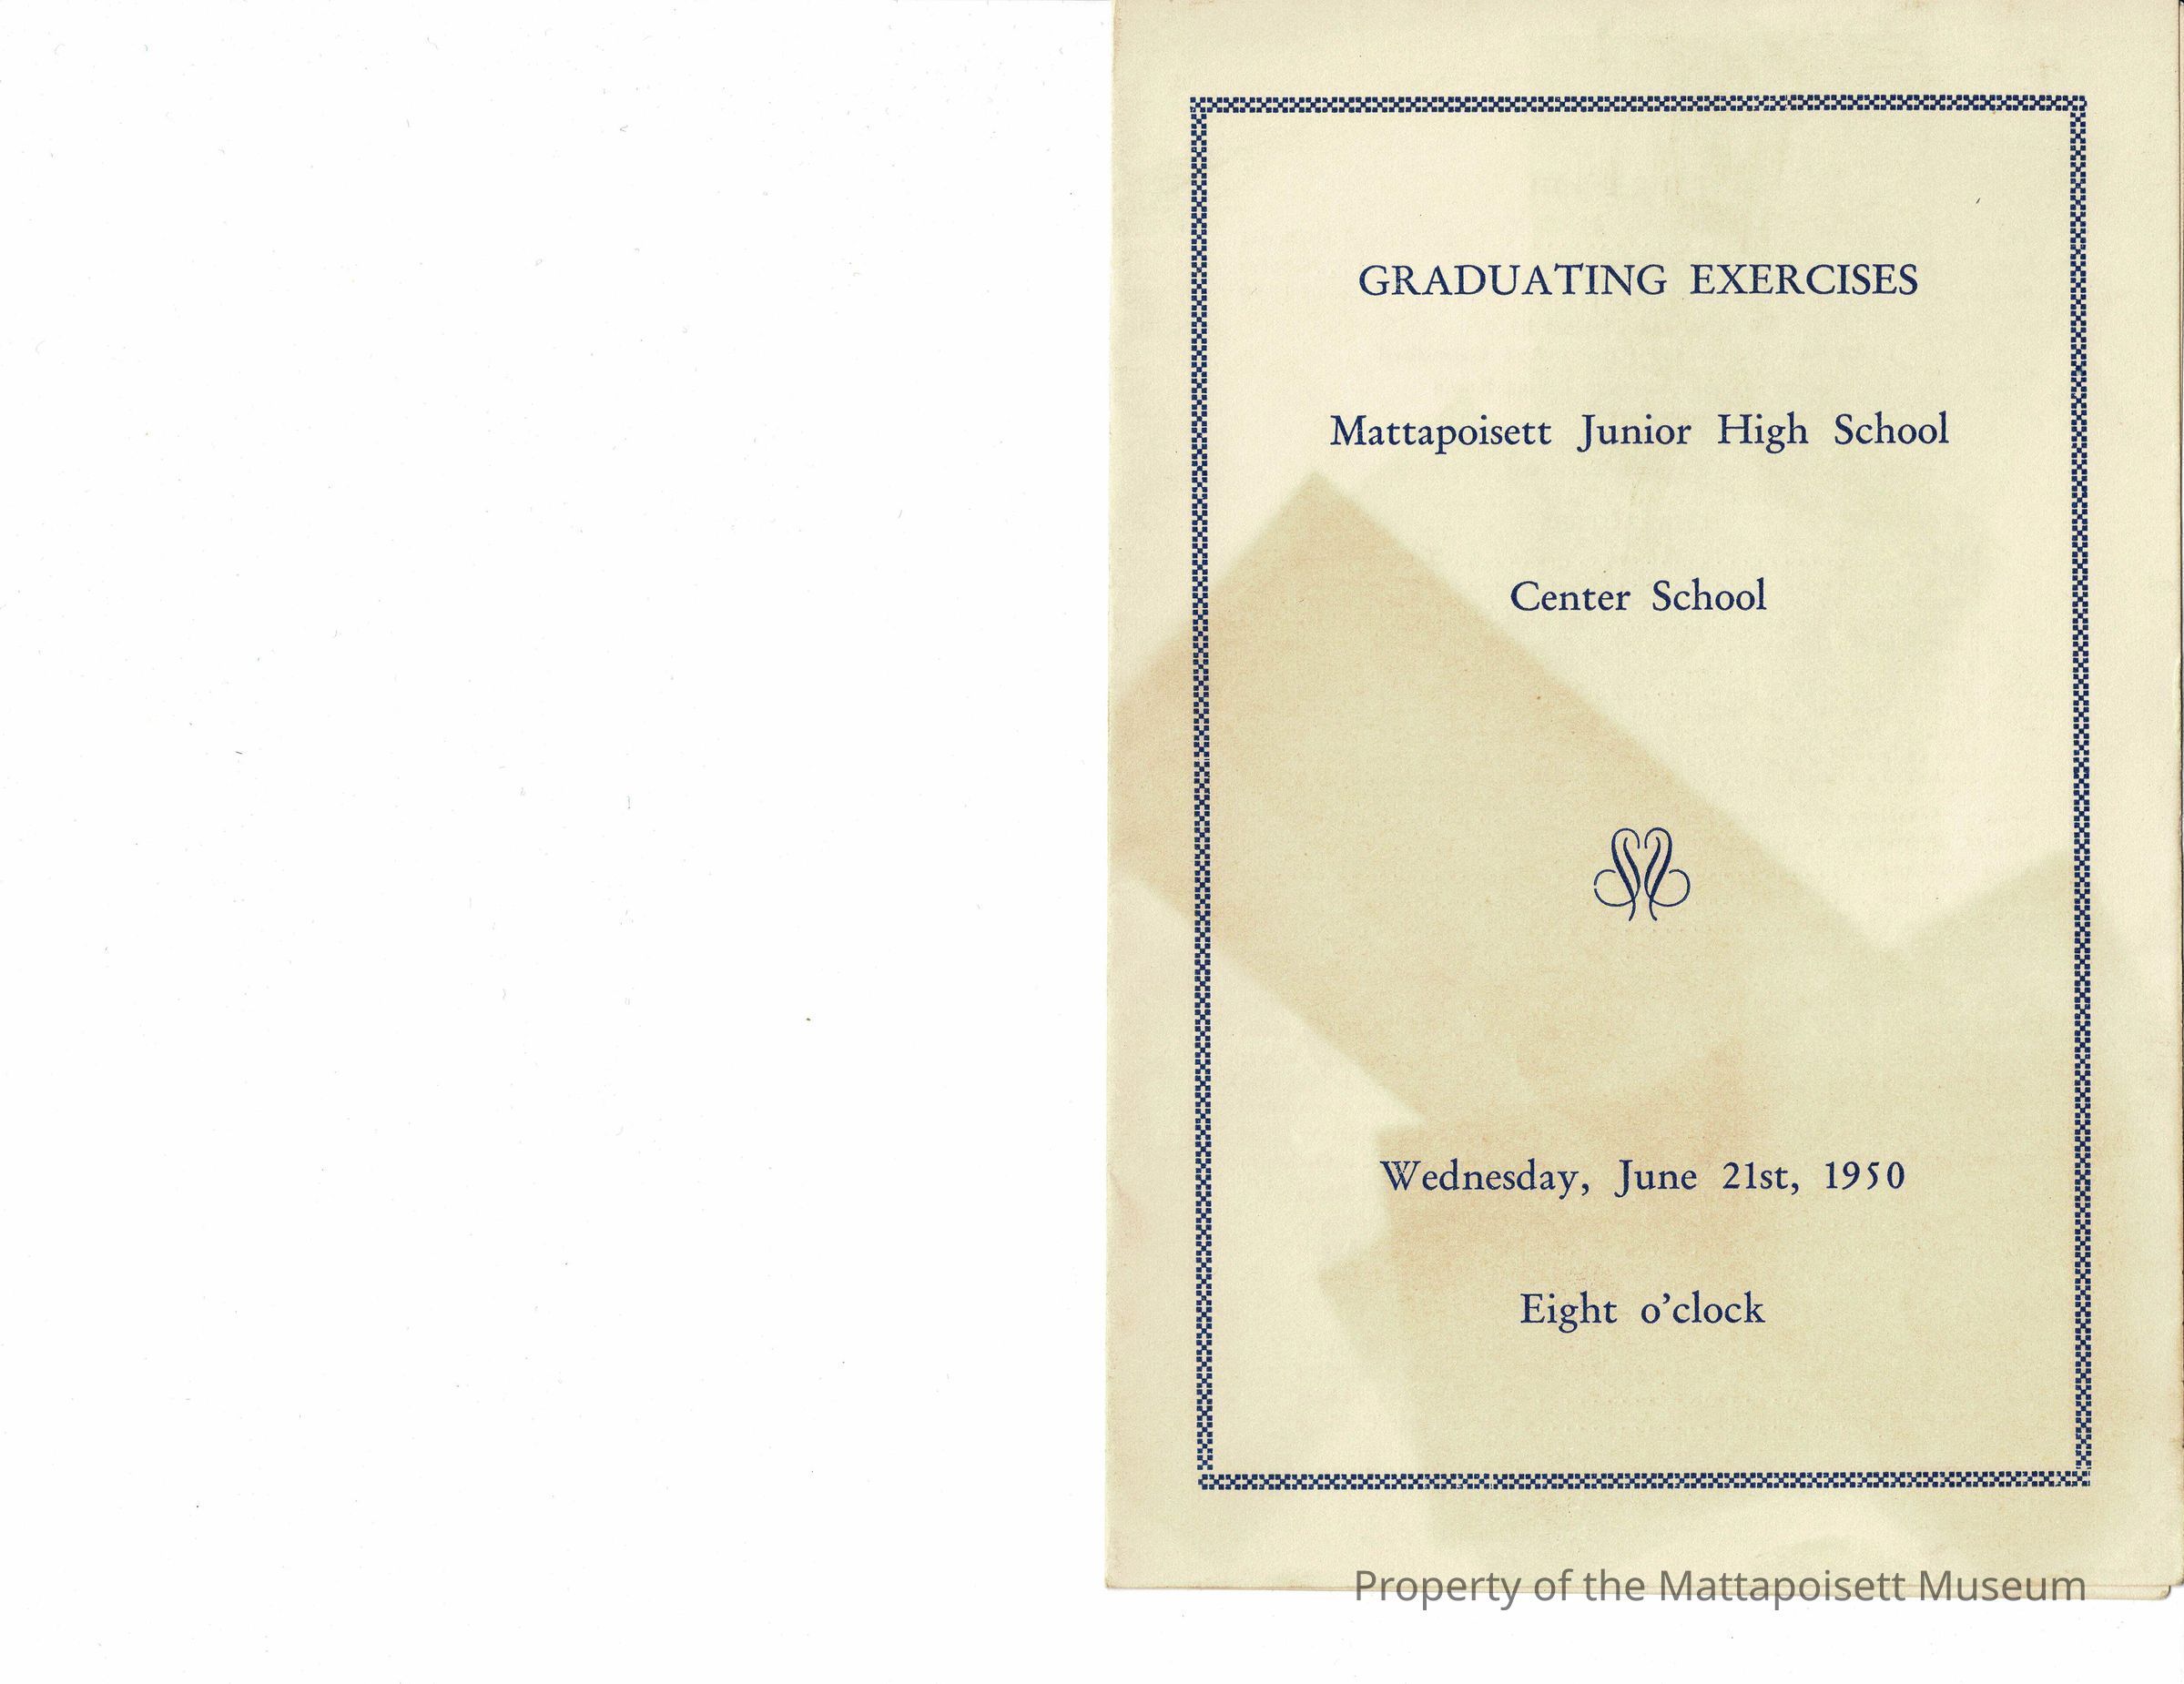 GRADUATING EXERCISES
Mattapoisett Junior High School
Center School
Wednesday, June 21st, 1950
Eight o'clock
Property of the Mattapoisett Museum